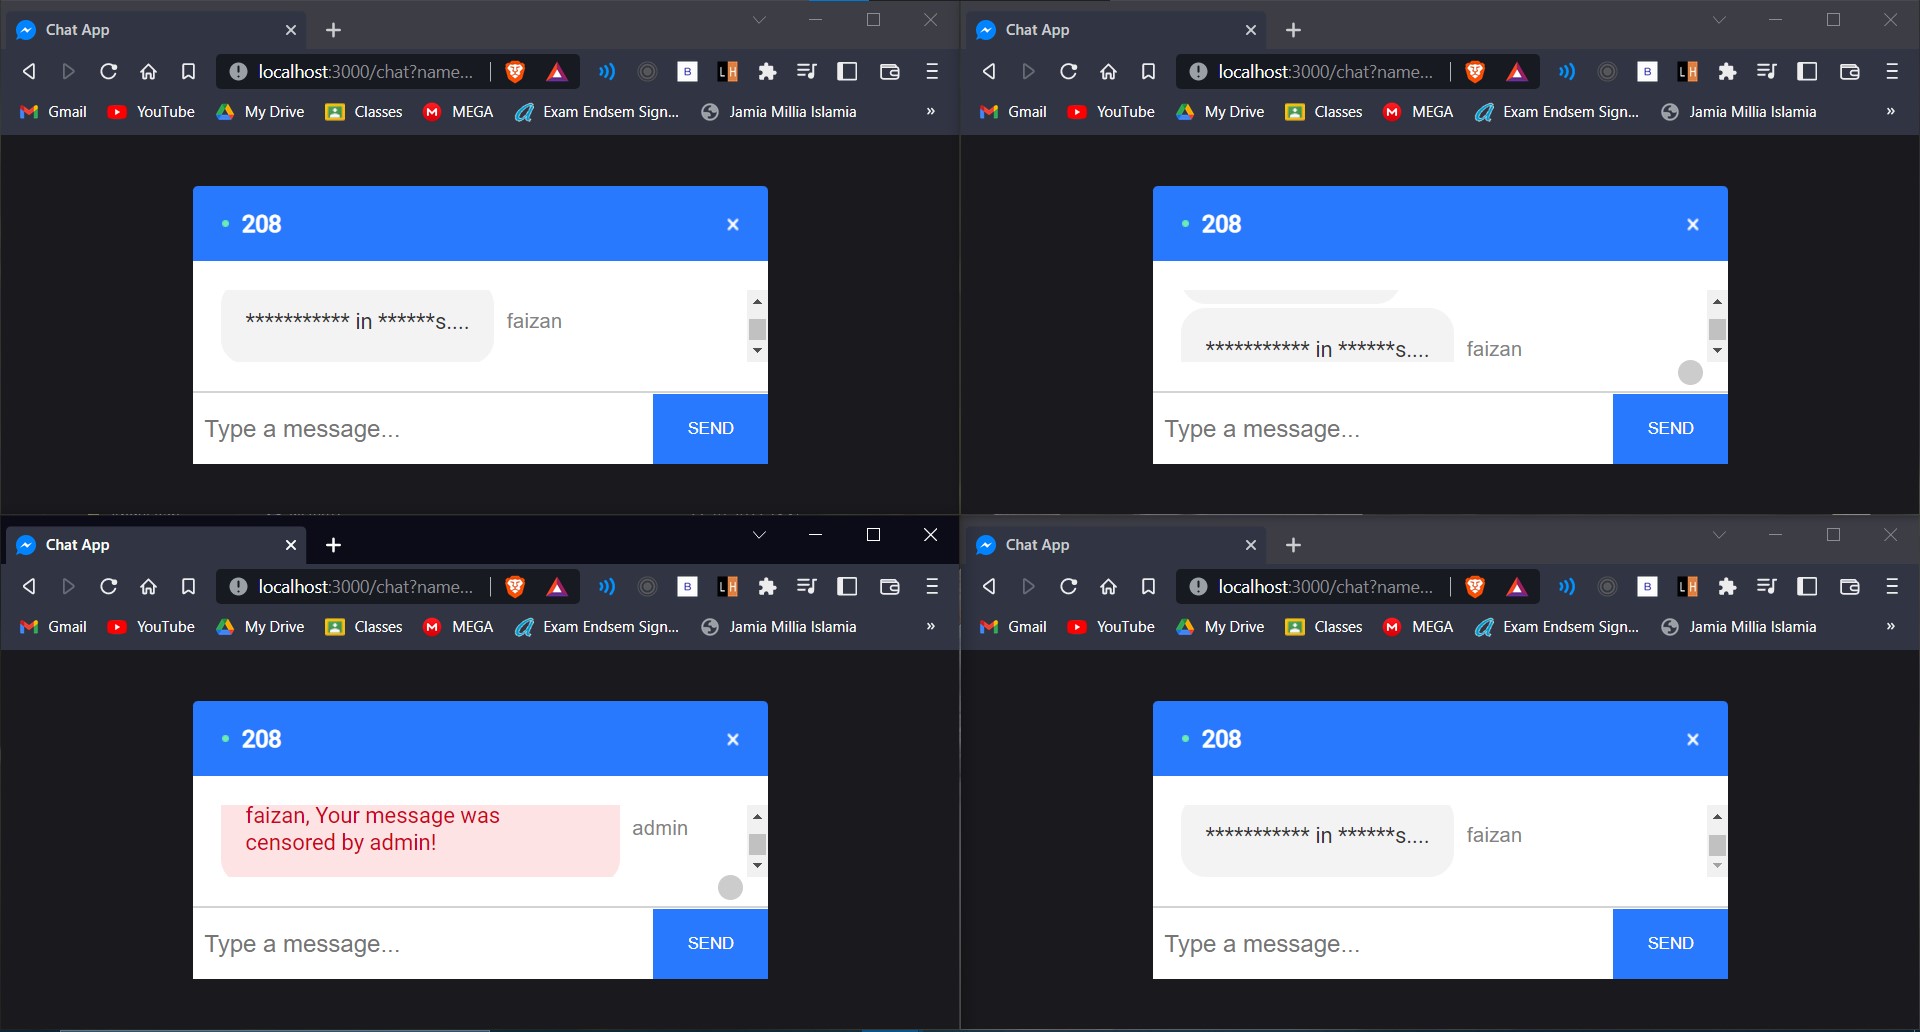 Chat App
localhost:3000/chat?name...
Gmail YouTube My Drive Classes MEGA Exam Endsem Sign... Jamia Millia Islamia »
208
*********** in ******s.... faizan
Type a message... SEND
Chat App
localhost:3000/chat?name...
Gmail YouTube My Drive Classes MEGA Exam Endsem Sign... Jamia Millia Islamia »
208
*********** in ******s.... faizan
Type a message... SEND
Chat App
localhost:3000/chat?name...
Gmail YouTube My Drive Classes MEGA Exam Endsem Sign... Jamia Millia Islamia »
208
faizan, Your message was
censored by admin! admin
Type a message... SEND
Chat App
localhost:3000/chat?name...
Gmail YouTube My Drive Classes MEGA Exam Endsem Sign... Jamia Millia Islamia »
208
*********** in ******s.... faizan
Type a message... SEND